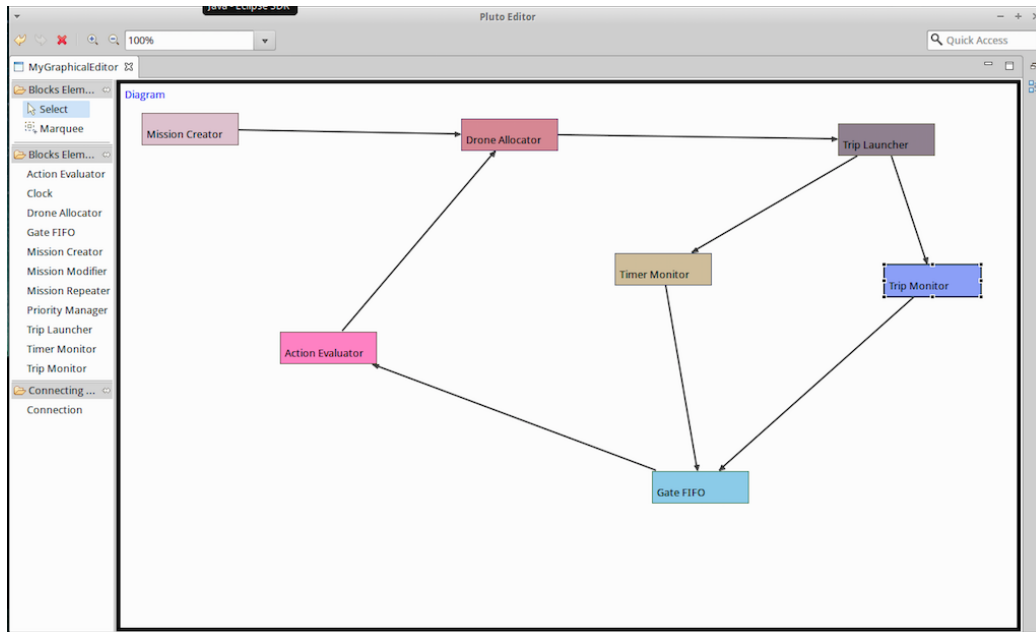 Java - Eclipse SDK
Pluto Editor
100%
Quick Access
MyGraphicalEditor
Blocks Elem...
Select
Marquee
Blocks Elem...
Action Evaluator
Clock
Drone Allocator
Gate FIFO
Mission Creator
Mission Modifier
Mission Repeater
Priority Manager
Trip Launcher
Timer Monitor
Trip Monitor
Connecting ...
Connection
Diagram
Mission Creator
Drone Allocator
Trip Launcher
Timer Monitor
Trip Monitor
Action Evaluator
Gate FIFO